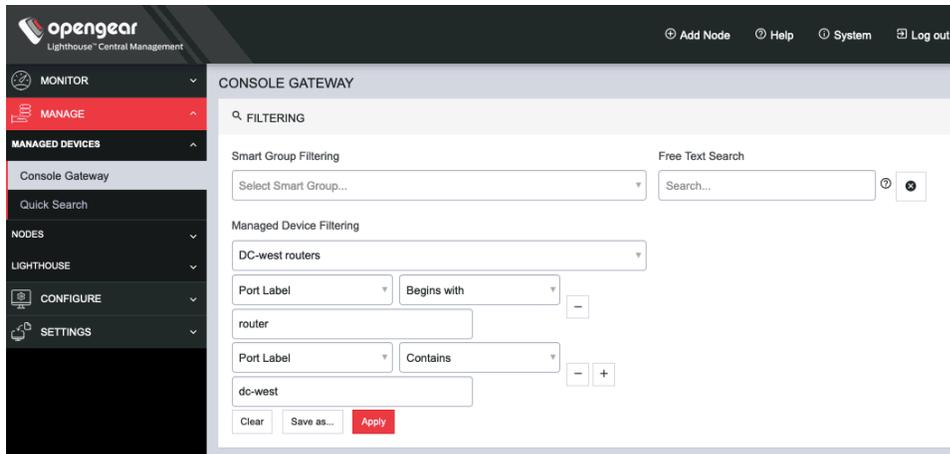 opengear
Lighthouse™ Central Management
Add Node
Help
System
Log out
MONITOR
MANAGE
MANAGED DEVICES
Console Gateway
Quick Search
NODES
LIGHTHOUSE
CONFIGURE
SETTINGS
CONSOLE GATEWAY
FILTERING
Smart Group Filtering
Free Text Search
Select Smart Group...
Search...
Managed Device Filtering
DC-west routers
Port Label
Begins with
router
Port Label
Contains
dc-west
Clear
Save as...
Apply